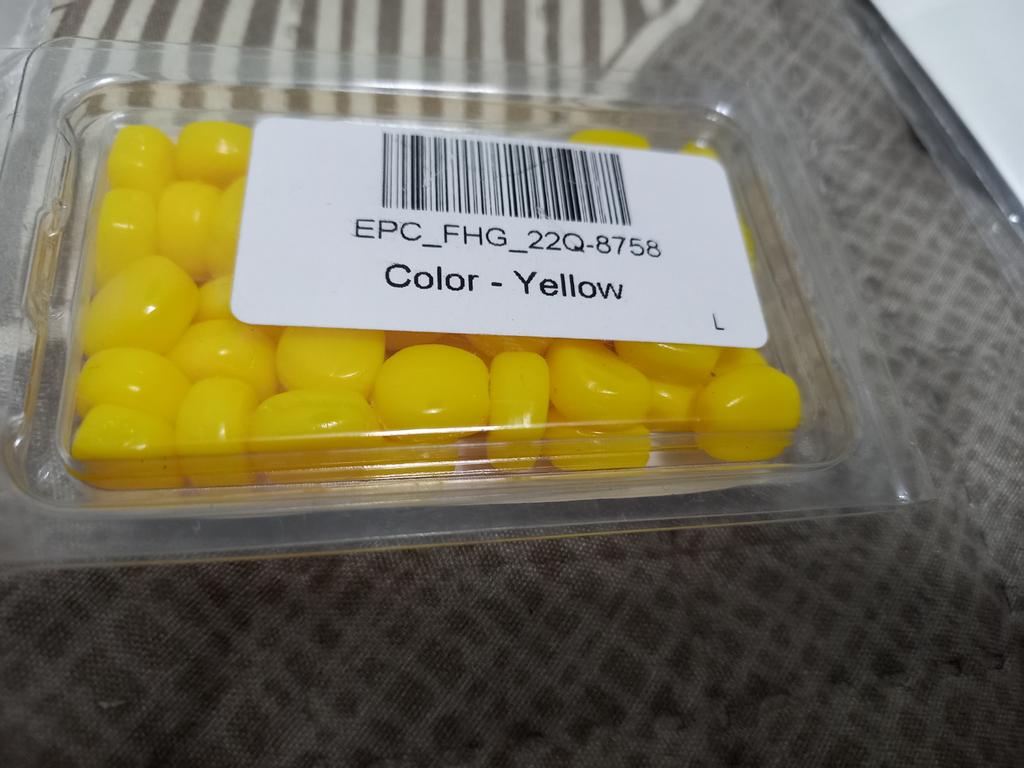 EPC_FHG_22Q-8758
Color - Yellow
L